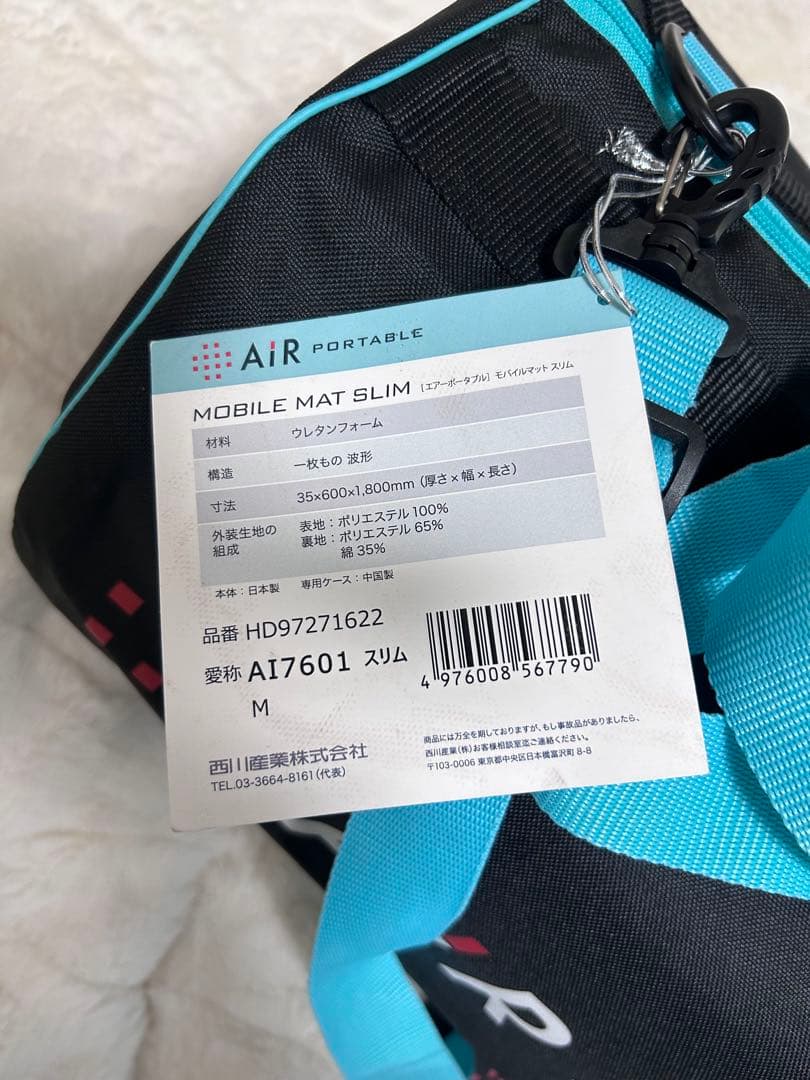 AiR PORTABLE
MOBILE MAT SLIM [エアーポータブル] モバイルマット スリム
材料 ウレタンフォーム
構造 一枚もの 波形
寸法 35×600×1,800mm (厚さ×幅×長さ)
外装生地の組成 表地:ポリエステル100%
裏地:ポリエステル 65%
綿 35%
本体:日本製 専用ケース:中国製
品番 HD97271622
愛称 AI7601 スリム
M
4 976008 567790
西川産業株式会社
TEL.03-3664-8161(代表)
商品には万全を期しておりますが、もし事故品がありましたら、
西川産業(株)お客様相談室迄ご連絡ください。
〒103-0006 東京都中央区日本橋富沢町 8-8
P